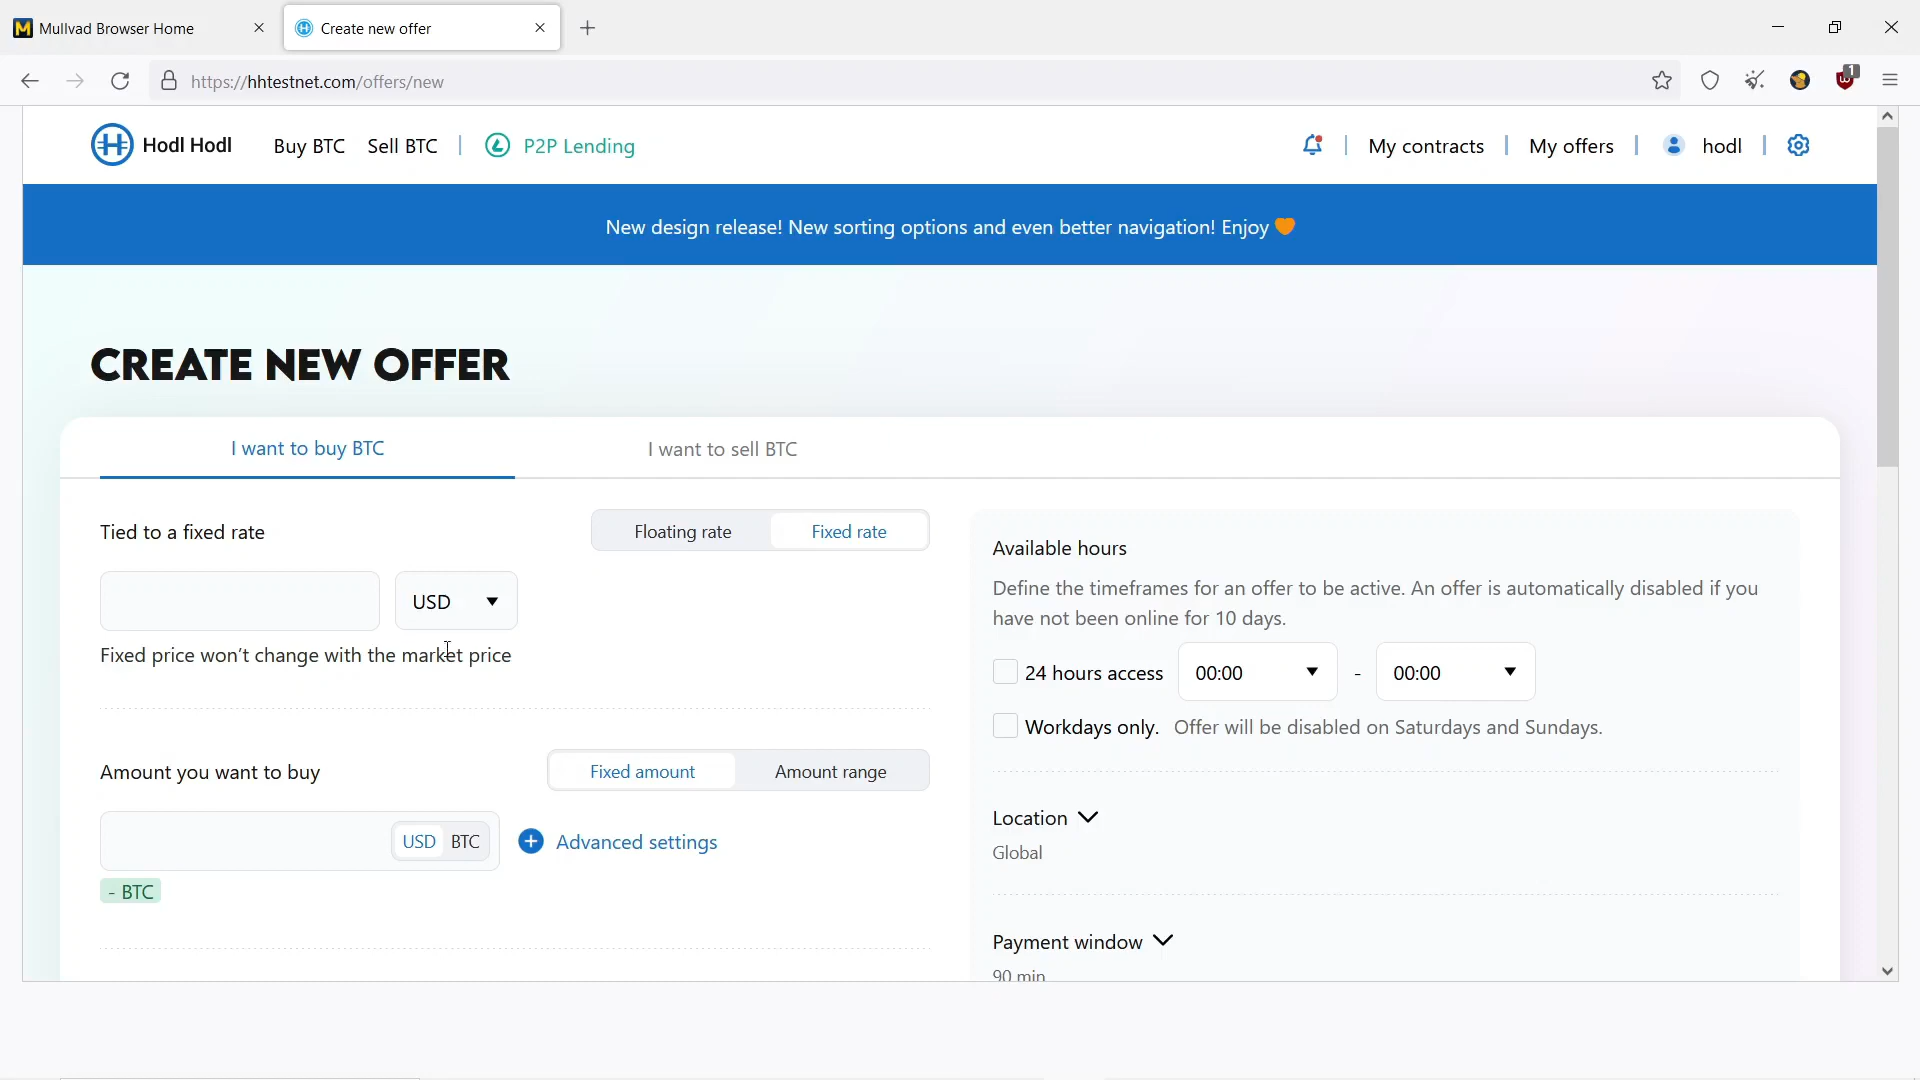 Mullvad Browser Home
Create new offer
https://hhtestnet.com/offers/new
1
Hodl Hodl
Buy BTC
Sell BTC
P2P Lending
My contracts
My offers
hodl
New design release! New sorting options and even better navigation! Enjoy
CREATE NEW OFFER
I want to buy BTC
I want to sell BTC
Tied to a fixed rate
Floating rate
Fixed rate
USD
Fixed price won't change with the market price
Amount you want to buy
Fixed amount
Amount range
USD BTC
Advanced settings
- BTC
Available hours
Define the timeframes for an offer to be active. An offer is automatically disabled if you
have not been online for 10 days.
24 hours access
00:00
-
00:00
Workdays only. Offer will be disabled on Saturdays and Sundays.
Location
Global
Payment window
90 min